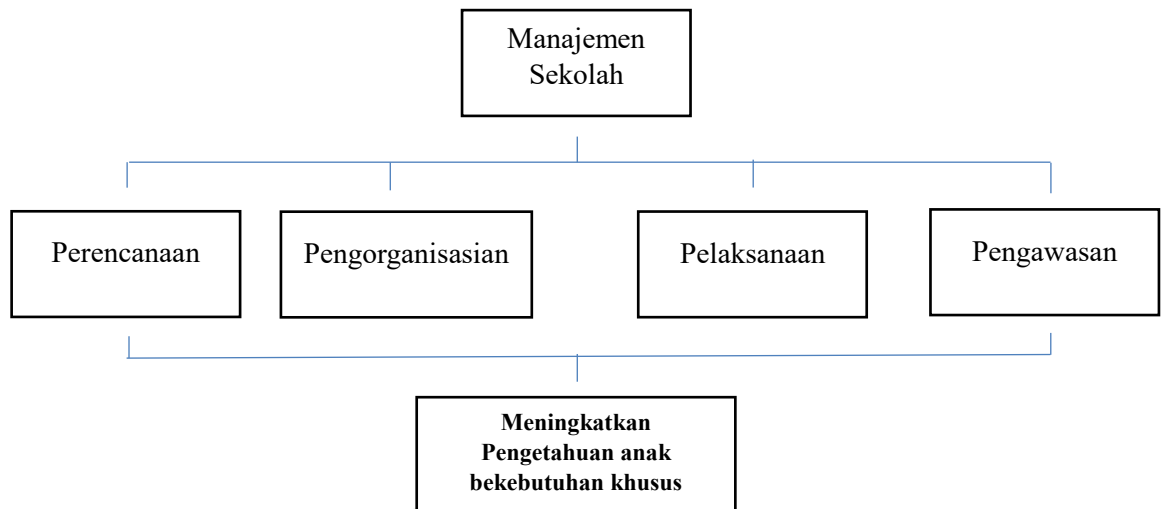 Manajemen
Sekolah
Perencanaan
Pengorganisasian
Pelaksanaan
Pengawasan
Meningkatkan
Pengetahuan anak
bekebutuhan khusus